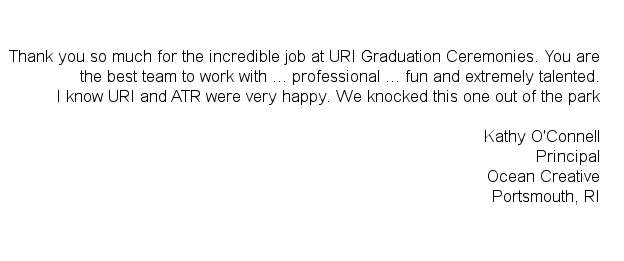 Thank you so much for the incredible job at URI Graduation Ceremonies. You are
the best team to work with ... professional ... fun and extremely talented.
I know URI and ATR were very happy. We knocked this one out of the park
Kathy O'Connell
Principal
Ocean Creative
Portsmouth, RI